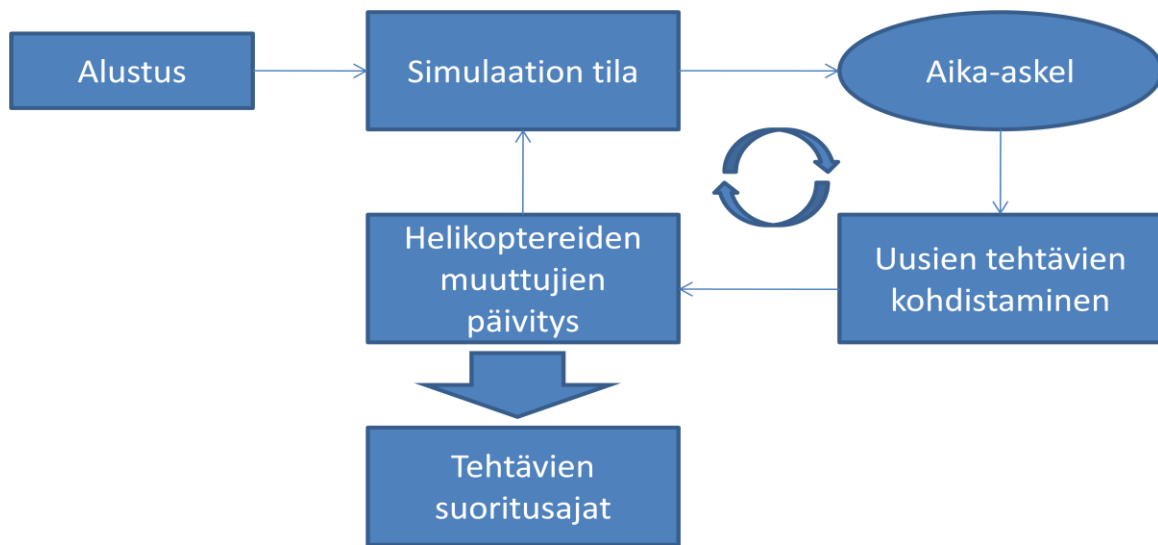 Alustus
Simulaation tila
Aika-askel
Helikoptereiden
muuttujien
päivitys
Uusien tehtävien
kohdistaminen
Tehtävien
suoritusajat